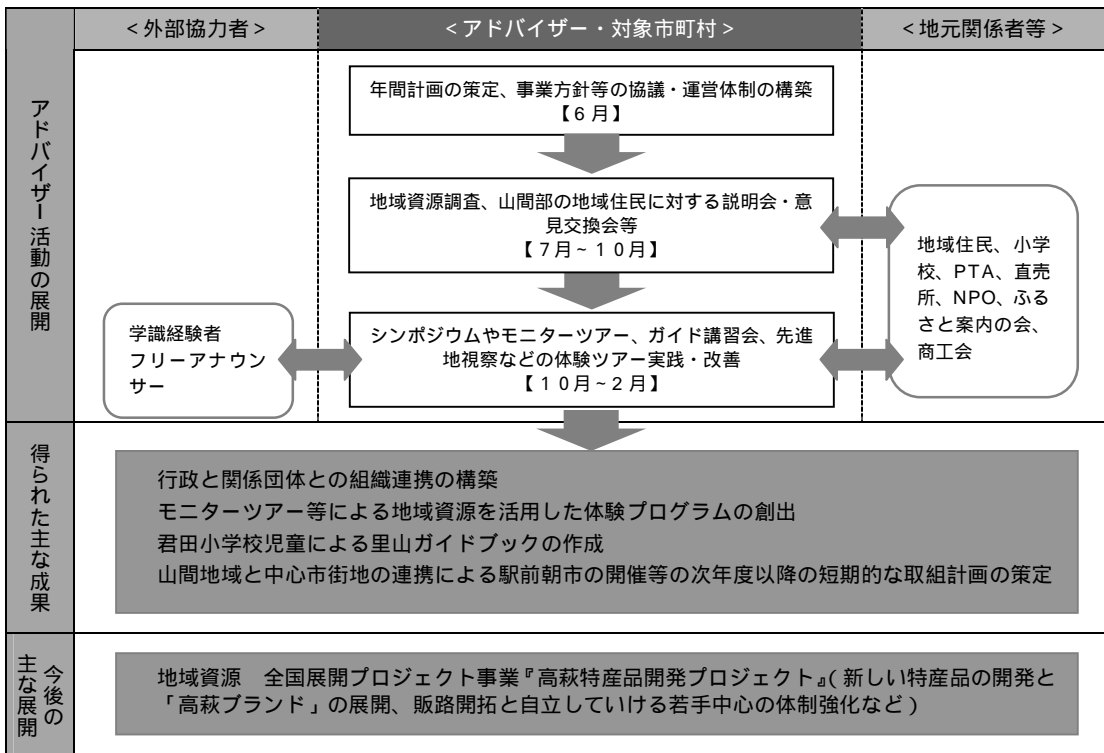 <外部協力者>
<アドバイザー・対象市町村>
<地元関係者等>
アドバイザー活動の展開
年間計画の策定、事業方針等の協議・運営体制の構築
【6月】
地域資源調査、山間部の地域住民に対する説明会・意
見交換会等
【7月~10月】
地域住民、小学
校、PTA、直売
所、NPO、ふる
さと案内の会、
商工会
学識経験者
フリーアナウン
サー
シンポジウムやモニターツアー、ガイド講習会、先進
地視察などの体験ツアー実践・改善
【10月~2月】
得られた主な成果
行政と関係団体との組織連携の構築
モニターツアー等による地域資源を活用した体験プログラムの創出
君田小学校児童による里山ガイドブックの作成
山間地域と中心市街地の連携による駅前朝市の開催等の次年度以降の短期的な取組計画の策定
今後の
主な展開
地域資源 全国展開プロジェクト事業『高萩特産品開発プロジェクト』(新しい特産品の開発と
「高萩ブランド」の展開、販路開拓と自立していける若手中心の体制強化など)